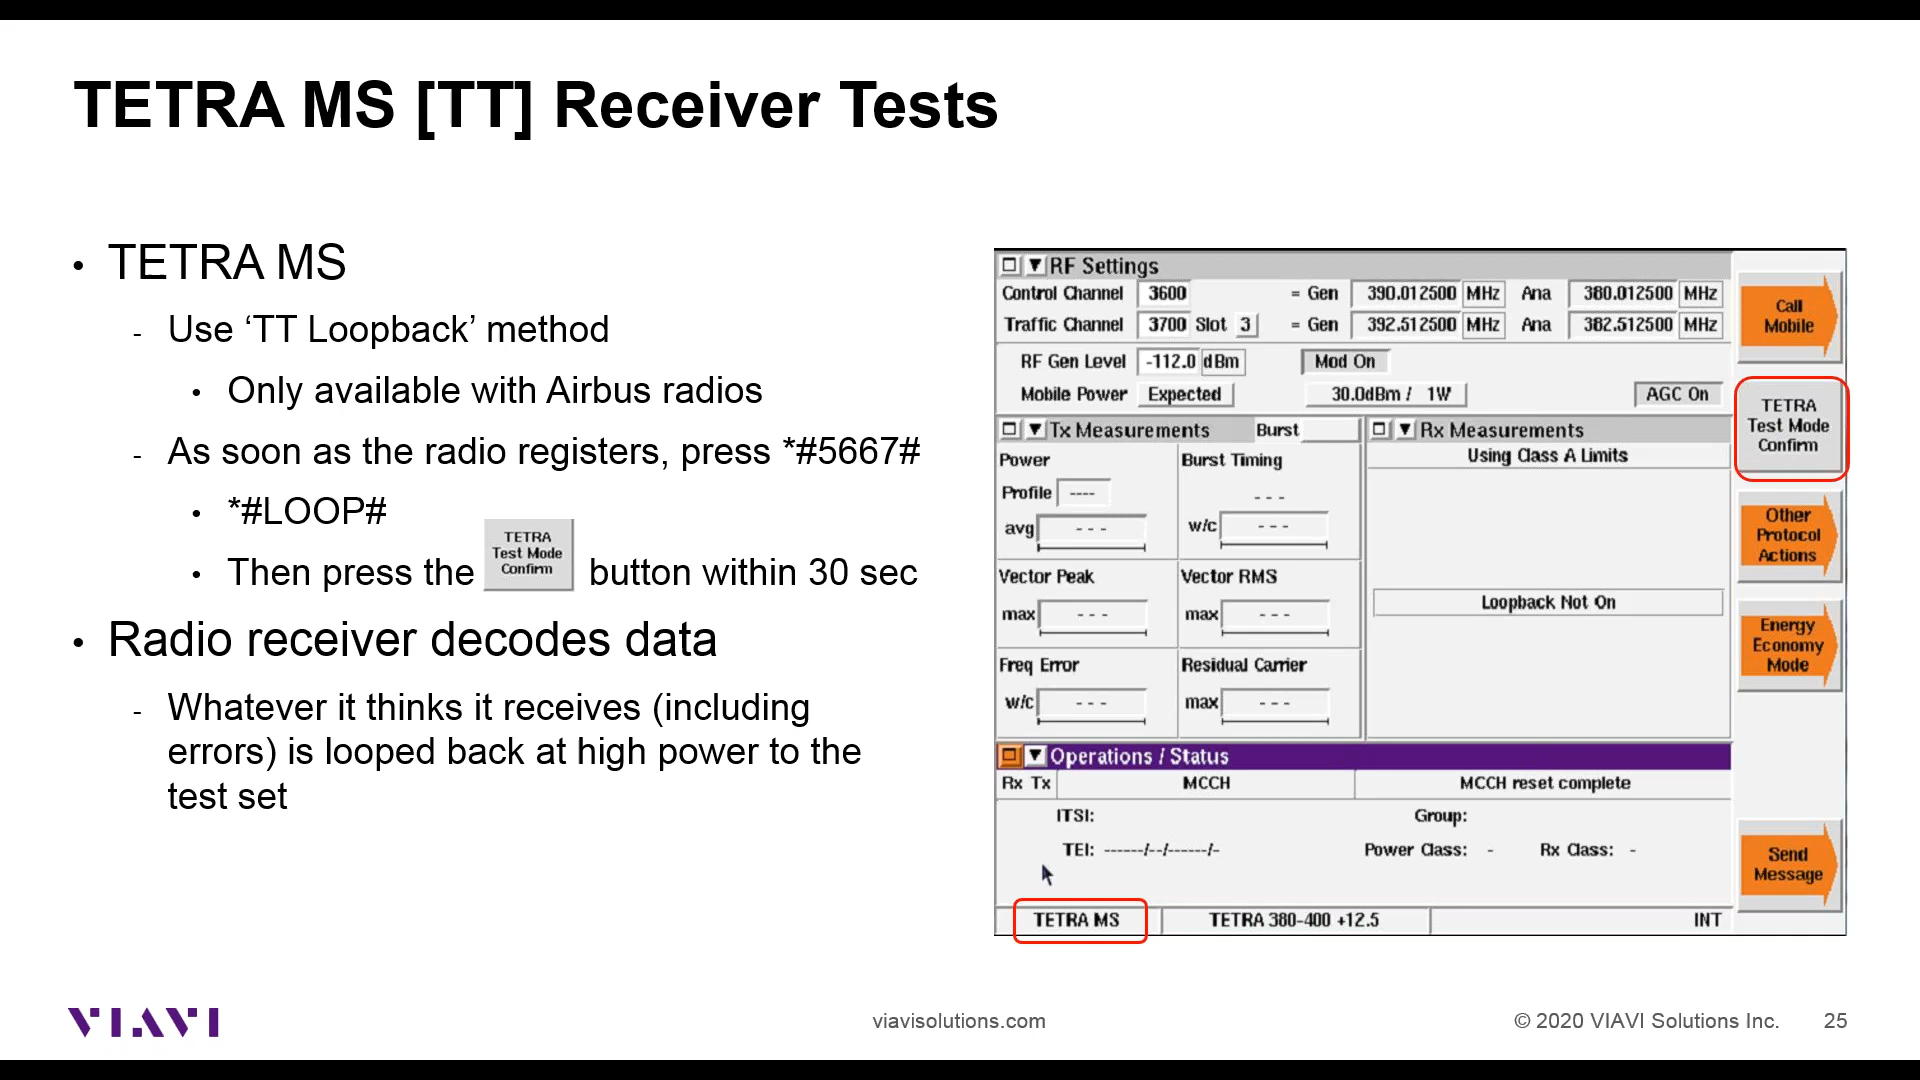 TETRA MS [TT] Receiver Tests
• TETRA MS
- Use ‘TT Loopback’ method
• Only available with Airbus radios
- As soon as the radio registers, press *#5667#
• *#LOOP#
• Then press the TETRA Test Mode Confirm button within 30 sec
• Radio receiver decodes data
- Whatever it thinks it receives (including
errors) is looped back at high power to the
test set
RF Settings
Control Channel 3600 = Gen 390.012500 MHz Ana 380.012500 MHz
Traffic Channel 3700 Slot 3 = Gen 392.512500 MHz Ana 382.512500 MHz
RF Gen Level -112.0 dBm Mod On
Mobile Power Expected 30.0dBm / 1W AGC On
Tx Measurements Burst
Power Burst Timing
Profile ---- - - -
avg - - - w/c - - -
Vector Peak Vector RMS
max - - - max - - -
Freq Error Residual Carrier
w/c - - - max - - -
Rx Measurements
Using Class A Limits
Loopback Not On
Operations / Status
Rx Tx MCCH MCCH reset complete
ITSI: Group:
TEI: ------/--/------/- Power Class: - Rx Class: -
TETRA MS TETRA 380-400 +12.5 INT
Call
Mobile
TETRA
Test Mode
Confirm
Other
Protocol
Actions
Energy
Economy
Mode
Send
Message
VIAVI
viavisolutions.com
© 2020 VIAVI Solutions Inc. 25